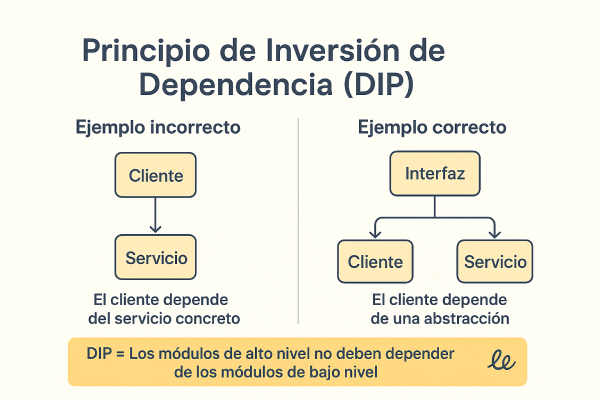 Principio de Inversión de
Dependencia (DIP)
Ejemplo incorrecto
Cliente
Servicio
El cliente depende
del servicio concreto
Ejemplo correcto
Interfaz
Cliente
Servicio
El cliente depende
de una abstracción
DIP = Los módulos de alto nivel no deben depender
de los módulos de bajo nivel
le